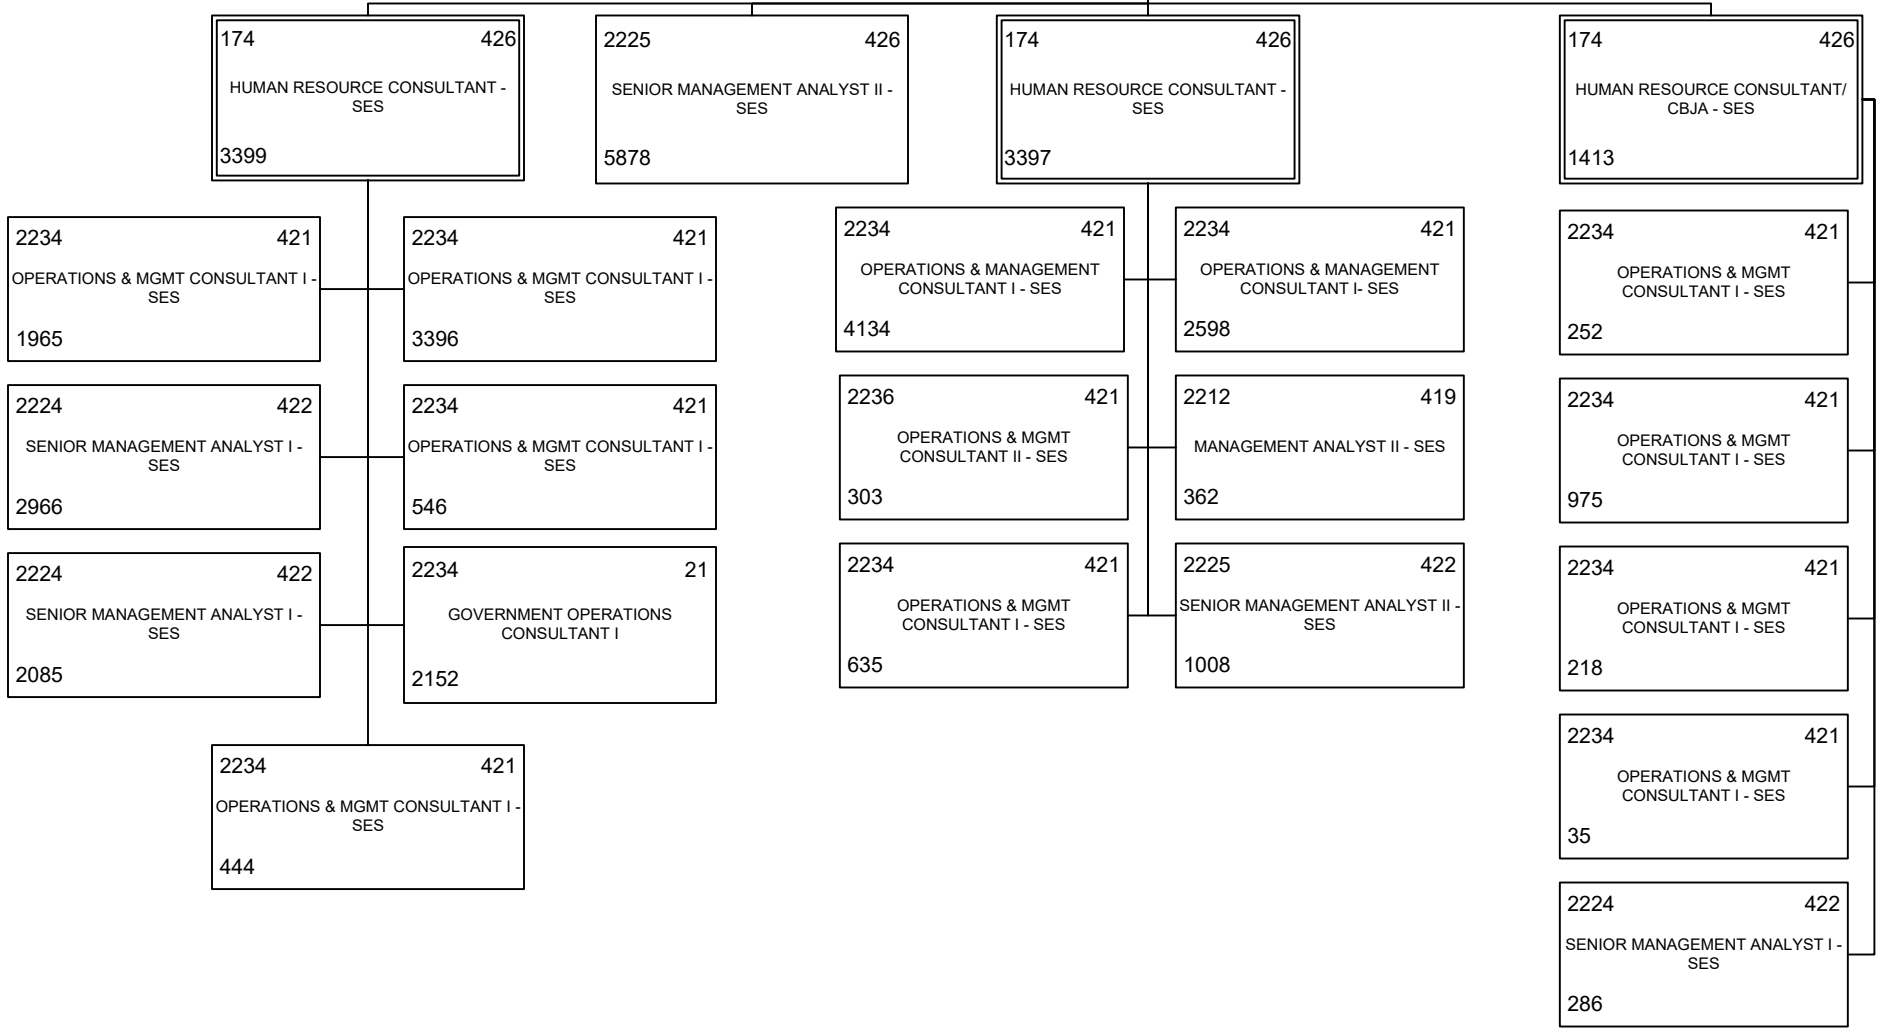 174 426
HUMAN RESOURCE CONSULTANT -
SES
3399
2225 426
SENIOR MANAGEMENT ANALYST II -
SES
5878
174 426
HUMAN RESOURCE CONSULTANT -
SES
3397
174 426
HUMAN RESOURCE CONSULTANT/
CBJA - SES
1413
2234 421
OPERATIONS & MGMT CONSULTANT I -
SES
1965
2234 421
OPERATIONS & MGMT CONSULTANT I -
SES
3396
2224 422
SENIOR MANAGEMENT ANALYST I -
SES
2966
2234 421
OPERATIONS & MGMT CONSULTANT I -
SES
546
2224 422
SENIOR MANAGEMENT ANALYST I -
SES
2085
2234 21
GOVERNMENT OPERATIONS
CONSULTANT I
2152
2234 421
OPERATIONS & MGMT CONSULTANT I -
SES
444
2234 421
OPERATIONS & MANAGEMENT
CONSULTANT I - SES
4134
2234 421
OPERATIONS & MANAGEMENT
CONSULTANT I- SES
2598
2236 421
OPERATIONS & MGMT
CONSULTANT II - SES
303
2212 419
MANAGEMENT ANALYST II - SES
362
2234 421
OPERATIONS & MGMT
CONSULTANT I - SES
635
2225 422
SENIOR MANAGEMENT ANALYST II -
SES
1008
2234 421
OPERATIONS & MGMT
CONSULTANT I - SES
252
2234 421
OPERATIONS & MGMT
CONSULTANT I - SES
975
2234 421
OPERATIONS & MGMT
CONSULTANT I - SES
218
2234 421
OPERATIONS & MGMT
CONSULTANT I - SES
35
2224 422
SENIOR MANAGEMENT ANALYST I -
SES
286